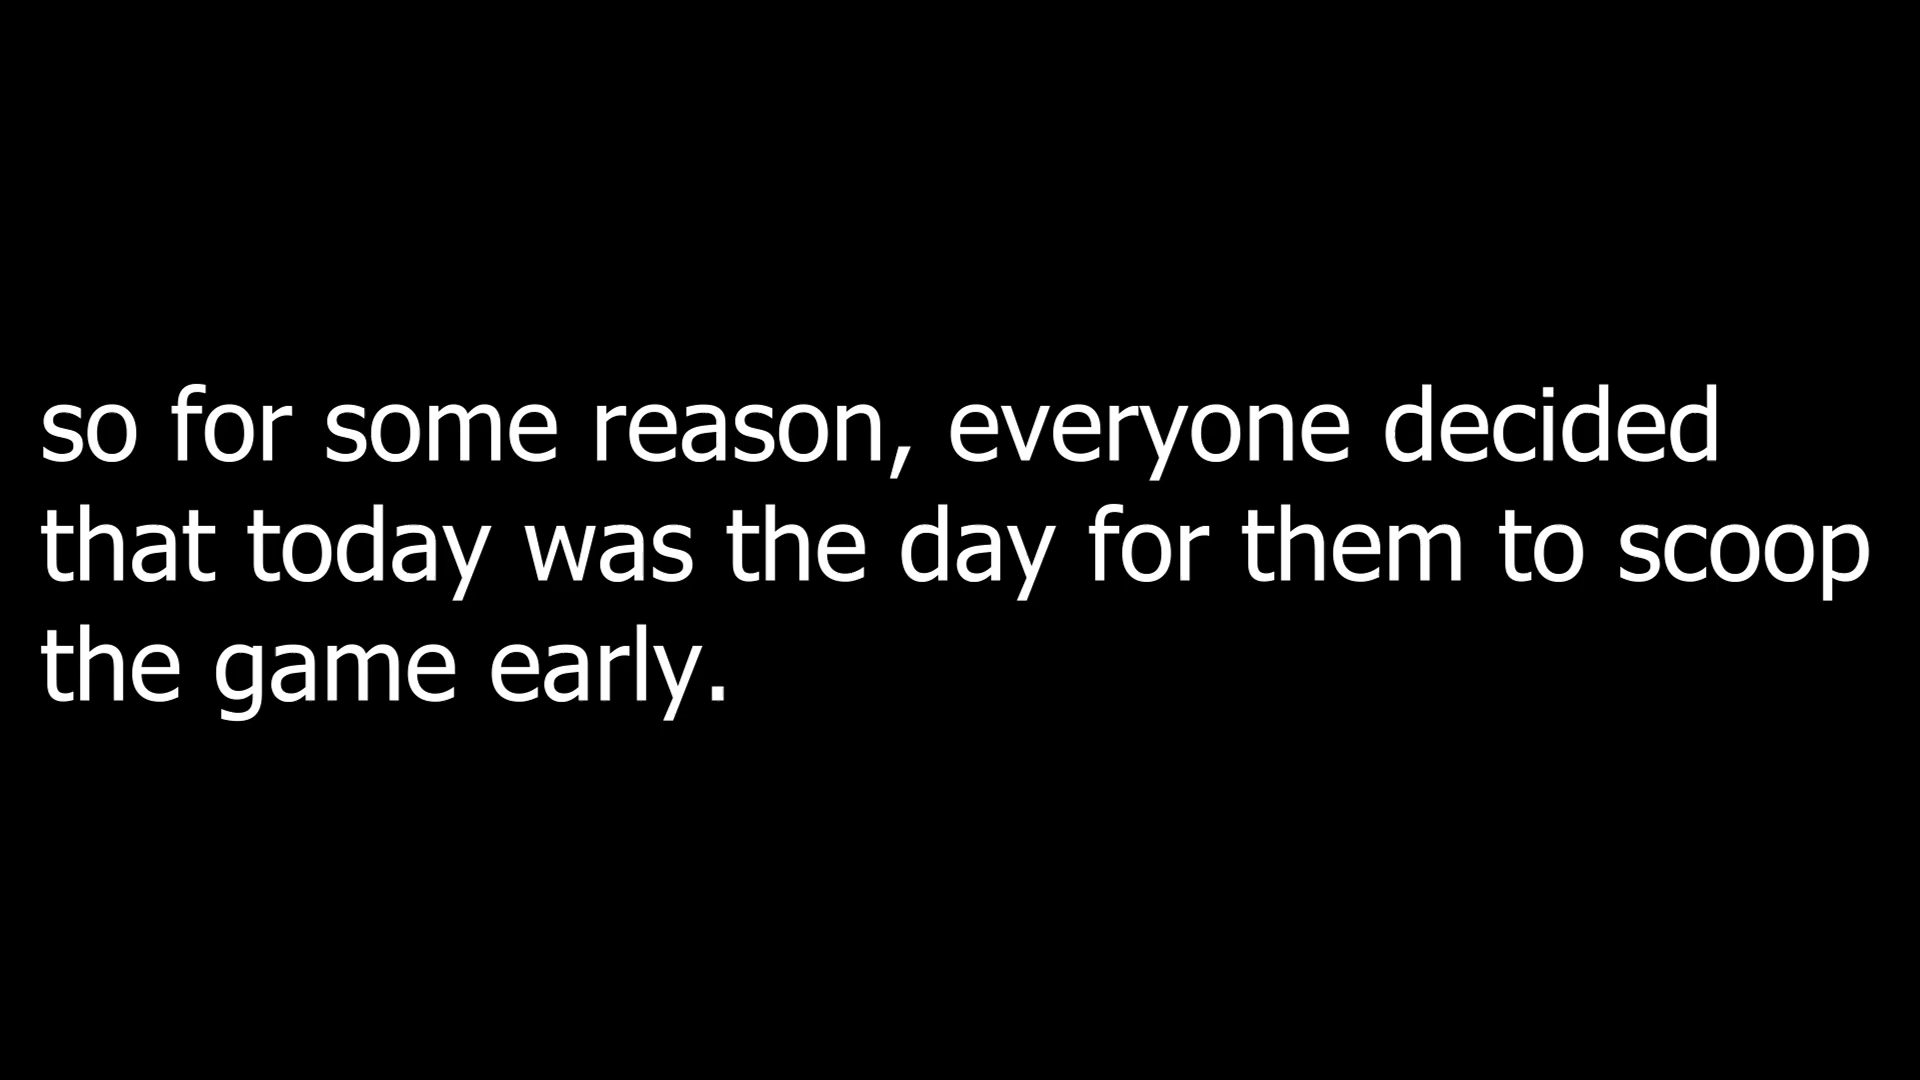 so for some reason, everyone decided
that today was the day for them to scoop
the game early.